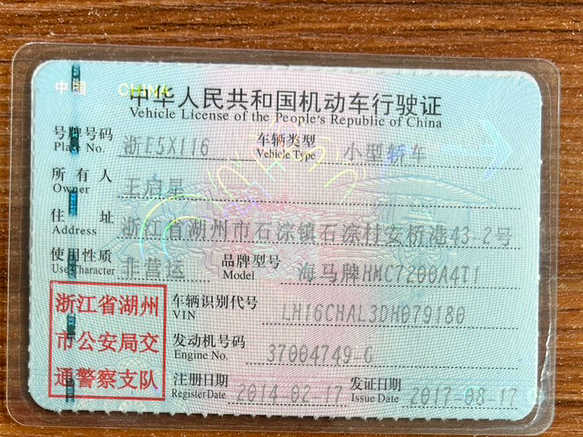 中国 CHINA
中华人民共和国机动车行驶证
Vehicle License of the People's Republic of China
号牌号码 浙E5X116 车辆类型 小型轿车
Plate No. Vehicle Type
所有人 王启星
Owner
住址 浙江省湖州市石淙镇石淙村安桥港43-2号
Address
使用性质 非营运 品牌型号 海马牌HMC7200A4T1
Use Character Model
浙江省湖州 车辆识别代号 LH16CHAL3DH079180
VIN
市公安局交 发动机号码 37004749-C
Engine No.
通警察支队 注册日期 2014-02-17 发证日期 2017-08-17
Register Date Issue Date